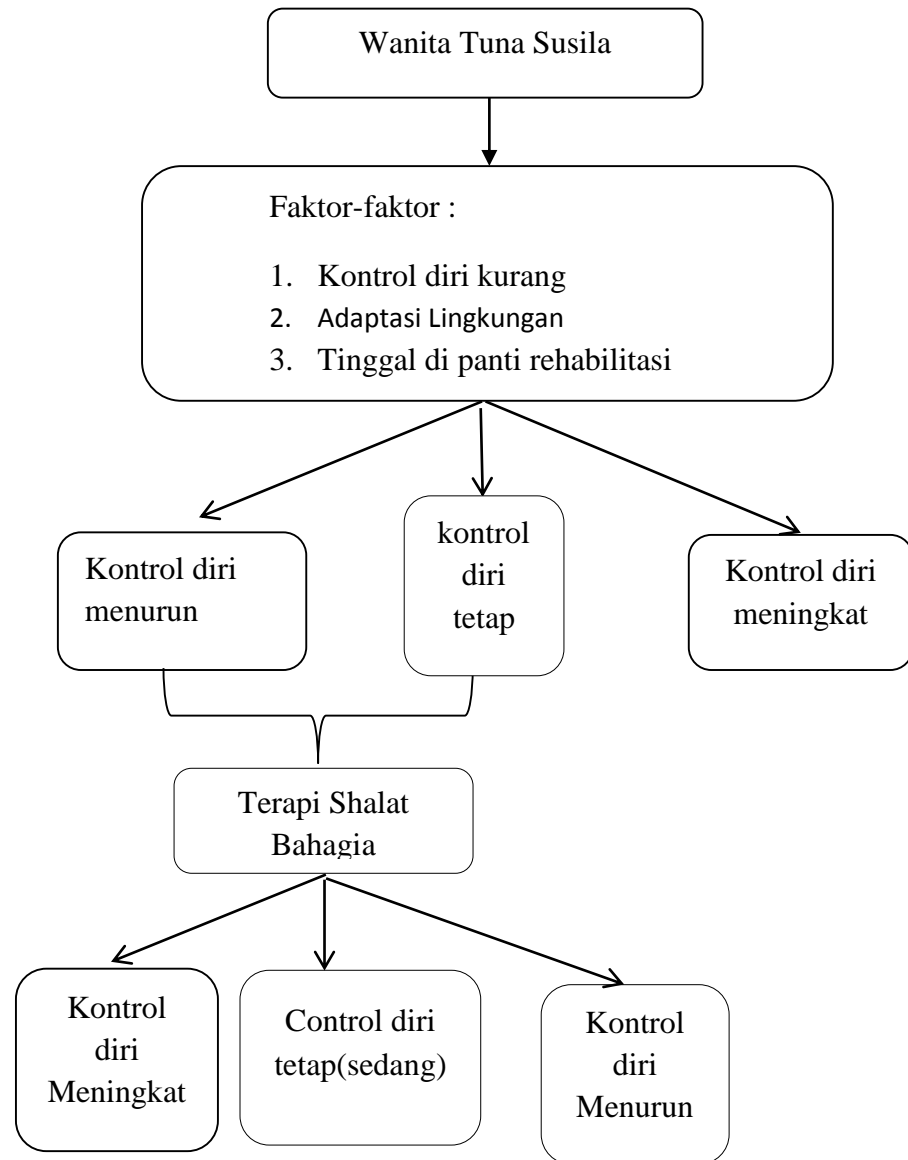 Wanita Tuna Susila
Faktor-faktor :
1. Kontrol diri kurang
2. Adaptasi Lingkungan
3. Tinggal di panti rehabilitasi
Kontrol diri
menurun
kontrol
diri
tetap
Kontrol diri
meningkat
Terapi Shalat
Bahagia
Kontrol
diri
Meningkat
Control diri
tetap(sedang)
Kontrol
diri
Menurun